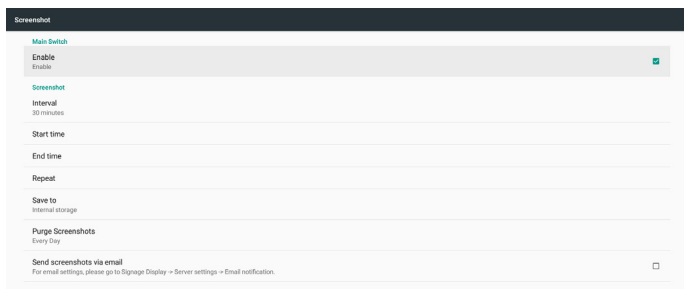 Screenshot
Main Switch
Enable
Enable
Screenshot
Interval
30 minutes
Start time
End time
Repeat
Save to
Internal storage
Purge Screenshots
Every Day
Send screenshots via email
For email settings, please go to Signage Display ⇒ Server settings ⇒ Email notification.